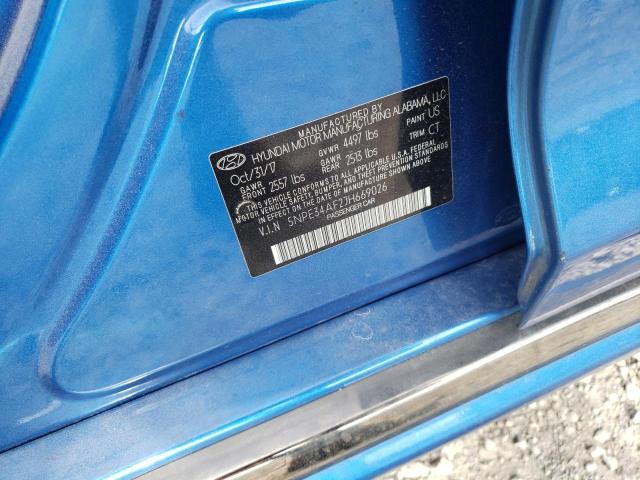 MANUFACTURED BY
HYUNDAI MOTOR MANUFACTURING ALABAMA, LLC
Oct/31/17 GVWR 4497 lbs PAINT US
GAWR FRONT 2557 lbs GAWR REAR 2513 lbs TRIM CT
THIS VEHICLE CONFORMS TO ALL APPLICABLE U.S.A. FEDERAL
MOTOR VEHICLE SAFETY, BUMPER, AND THEFT PREVENTION
STANDARDS IN EFFECT ON THE DATE OF MANUFACTURE
SHOWN ABOVE.
V.I.N 5NPE34AF2JH669026
PASSENGER CAR